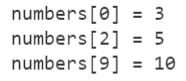 numbers[0] = 3
numbers[2] = 5
numbers[9] = 10